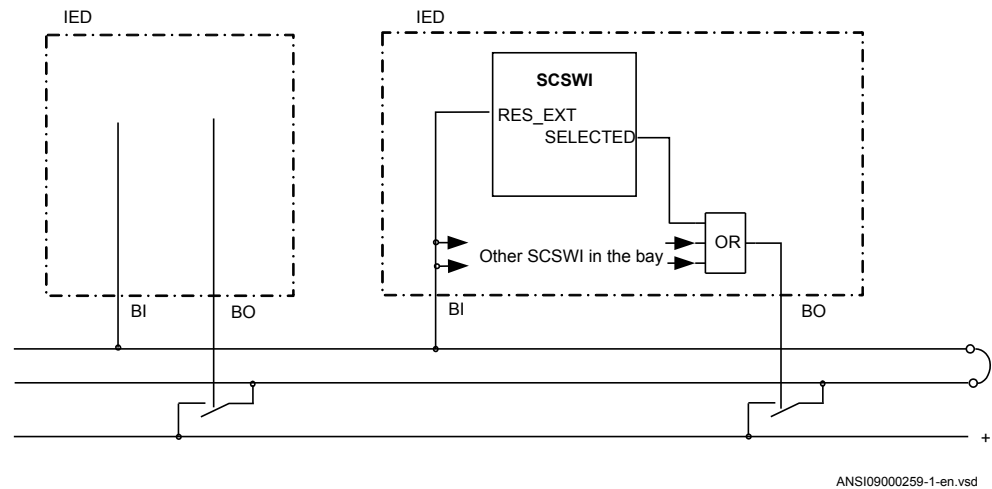 IED
IED
SCSWI
RES_EXT
SELECTED
OR
Other SCSWI in the bay
BI
BO
BI
BO
+
ANSI09000259-1-en.vsd